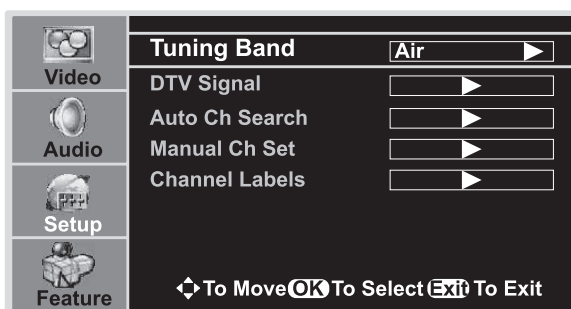 Video
Audio
Setup
Feature
Tuning Band Air
DTV Signal
Auto Ch Search
Manual Ch Set
Channel Labels
To Move OK To Select Exit To Exit